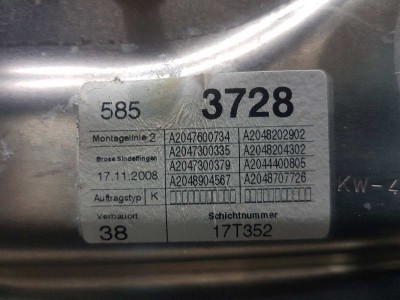 585 3728
Montagelinie 2 A2047600734 A2048202902
Brose Sindelfingen A2047300335 A2048204302
17.11.2008 A2047300379 A2044400805
A2048904567 A2048707726
Auftragstyp K
Verbauort Schichtnummer
38 17T352
KW-4